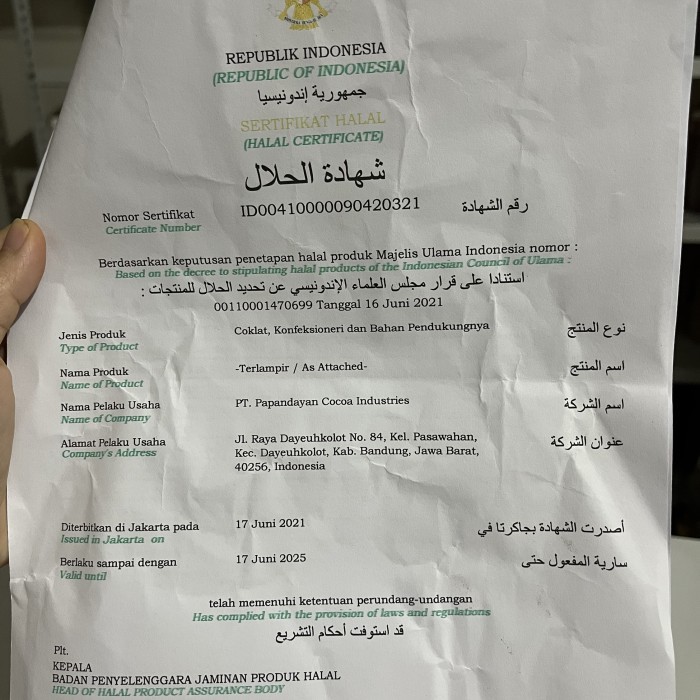 REPUBLIK INDONESIA
(REPUBLIC OF INDONESIA)
جمهورية إندونيسيا
SERTIFIKAT HALAL
(HALAL CERTIFICATE)
شهادة الحلال
Nomor Sertifikat ID00410000090420321 رقم الشهادة
Certificate Number
Berdasarkan keputusan penetapan halal produk Majelis Ulama Indonesia nomor :
Based on the decree to stipulating halal products of the Indonesian Council of Ulama :
استنادا على قرار مجلس العلماء الإندونيسي عن تحديد الحلال للمنتجات :
00110001470699 Tanggal 16 Juni 2021
Jenis Produk Coklat, Konfeksioneri dan Bahan Pendukungnya نوع المنتج
Type of Product
Nama Produk -Terlampir / As Attached- اسم المنتج
Name of Product
Nama Pelaku Usaha PT. Papandayan Cocoa Industries اسم الشركة
Name of Company
Alamat Pelaku Usaha Jl. Raya Dayeuhkolot No. 84, Kel. Pasawahan, عنوان الشركة
Company's Address Kec. Dayeuhkolot, Kab. Bandung, Jawa Barat,
40256, Indonesia
Diterbitkan di Jakarta pada 17 Juni 2021 أصدرت الشهادة بجاكرتا في
Issued in Jakarta on
Berlaku sampai dengan 17 Juni 2025 سارية المفعول حتى
Valid until
telah memenuhi ketentuan perundang-undangan
Has complied with the provision of laws and regulations
قد استوفت أحكام التشريع
Plt.
KEPALA
BADAN PENYELENGGARA JAMINAN PRODUK HALAL
HEAD OF HALAL PRODUCT ASSURANCE BODY